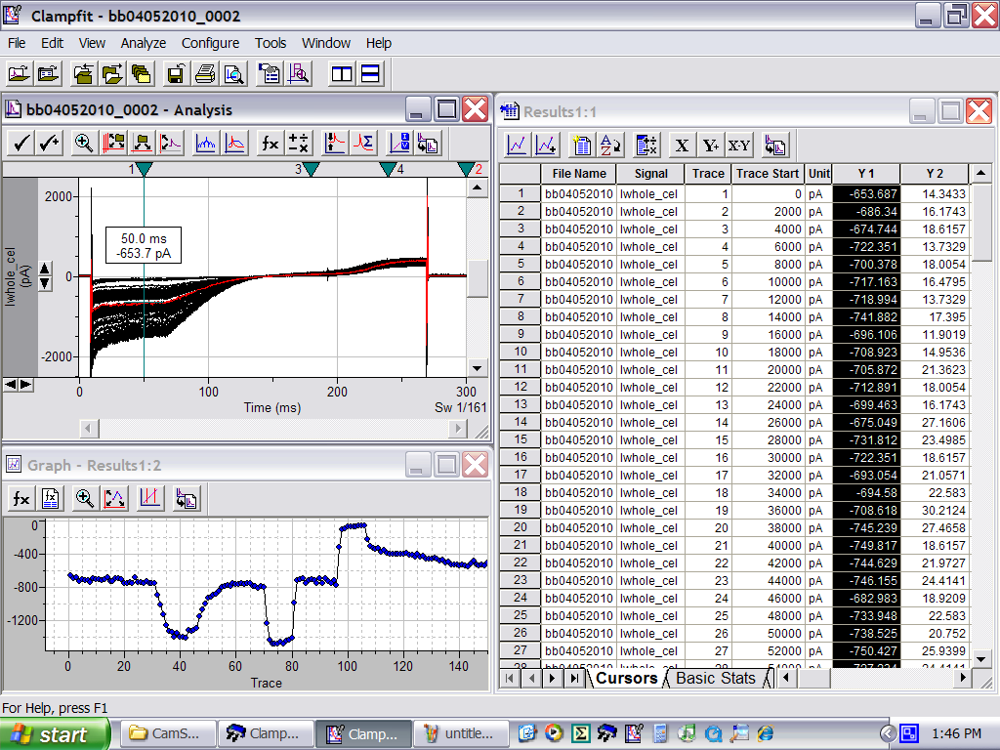 Clampfit - bb04052010_0002
File Edit View Analyze Configure Tools Window Help
bb04052010_0002 - Analysis
1 3 4 2
2000
0
-2000
Iwhole_cel
(pA)
50.0 ms
-653.7 pA
0 100 200 300
Time (ms)
Sw 1/161
Graph - Results1:2
0
-400
-800
-1200
0 20 40 60 80 100 120 140
Trace
Results1:1
File Name Signal Trace Trace Start Unit Y 1 Y 2
1 bb04052010 Iwhole_cel 1 0 pA -653.687 14.3433
2 bb04052010 Iwhole_cel 2 2000 pA -686.34 16.1743
3 bb04052010 Iwhole_cel 3 4000 pA -674.744 18.6157
4 bb04052010 Iwhole_cel 4 6000 pA -722.351 13.7329
5 bb04052010 Iwhole_cel 5 8000 pA -700.378 18.0054
6 bb04052010 Iwhole_cel 6 10000 pA -717.163 16.4795
7 bb04052010 Iwhole_cel 7 12000 pA -718.994 13.7329
8 bb04052010 Iwhole_cel 8 14000 pA -741.882 17.395
9 bb04052010 Iwhole_cel 9 16000 pA -696.106 11.9019
10 bb04052010 Iwhole_cel 10 18000 pA -708.923 14.9536
11 bb04052010 Iwhole_cel 11 20000 pA -705.872 21.3623
12 bb04052010 Iwhole_cel 12 22000 pA -712.891 18.0054
13 bb04052010 Iwhole_cel 13 24000 pA -699.463 16.1743
14 bb04052010 Iwhole_cel 14 26000 pA -675.049 27.1606
15 bb04052010 Iwhole_cel 15 28000 pA -731.812 23.4985
16 bb04052010 Iwhole_cel 16 30000 pA -722.351 18.6157
17 bb04052010 Iwhole_cel 17 32000 pA -693.054 21.0571
18 bb04052010 Iwhole_cel 18 34000 pA -694.58 22.583
19 bb04052010 Iwhole_cel 19 36000 pA -708.618 30.2124
20 bb04052010 Iwhole_cel 20 38000 pA -745.239 27.4658
21 bb04052010 Iwhole_cel 21 40000 pA -749.817 18.6157
22 bb04052010 Iwhole_cel 22 42000 pA -744.629 21.9727
23 bb04052010 Iwhole_cel 23 44000 pA -746.155 24.4141
24 bb04052010 Iwhole_cel 24 46000 pA -682.983 18.9209
25 bb04052010 Iwhole_cel 25 48000 pA -733.948 22.583
26 bb04052010 Iwhole_cel 26 50000 pA -738.525 20.752
27 bb04052010 Iwhole_cel 27 52000 pA -750.427 25.9399
Cursors Basic Stats
For Help, press F1
start CamS... Clamp... Clamp... untitle... 1:46 PM